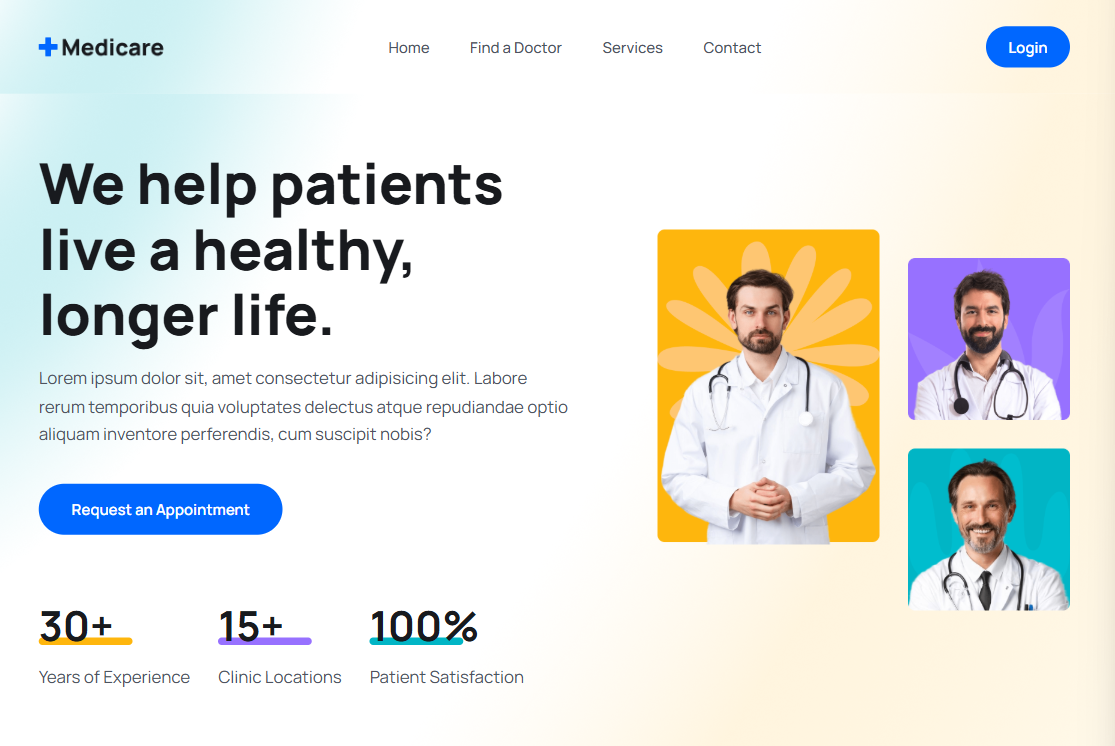 Medicare
Home
Find a Doctor
Services
Contact
Login
We help patients
live a healthy,
longer life.
Lorem ipsum dolor sit, amet consectetur adipisicing elit. Labore
rerum temporibus quia voluptates delectus atque repudiandae optio
aliquam inventore perferendis, cum suscipit nobis?
Request an Appointment
30+
Years of Experience
15+
Clinic Locations
100%
Patient Satisfaction